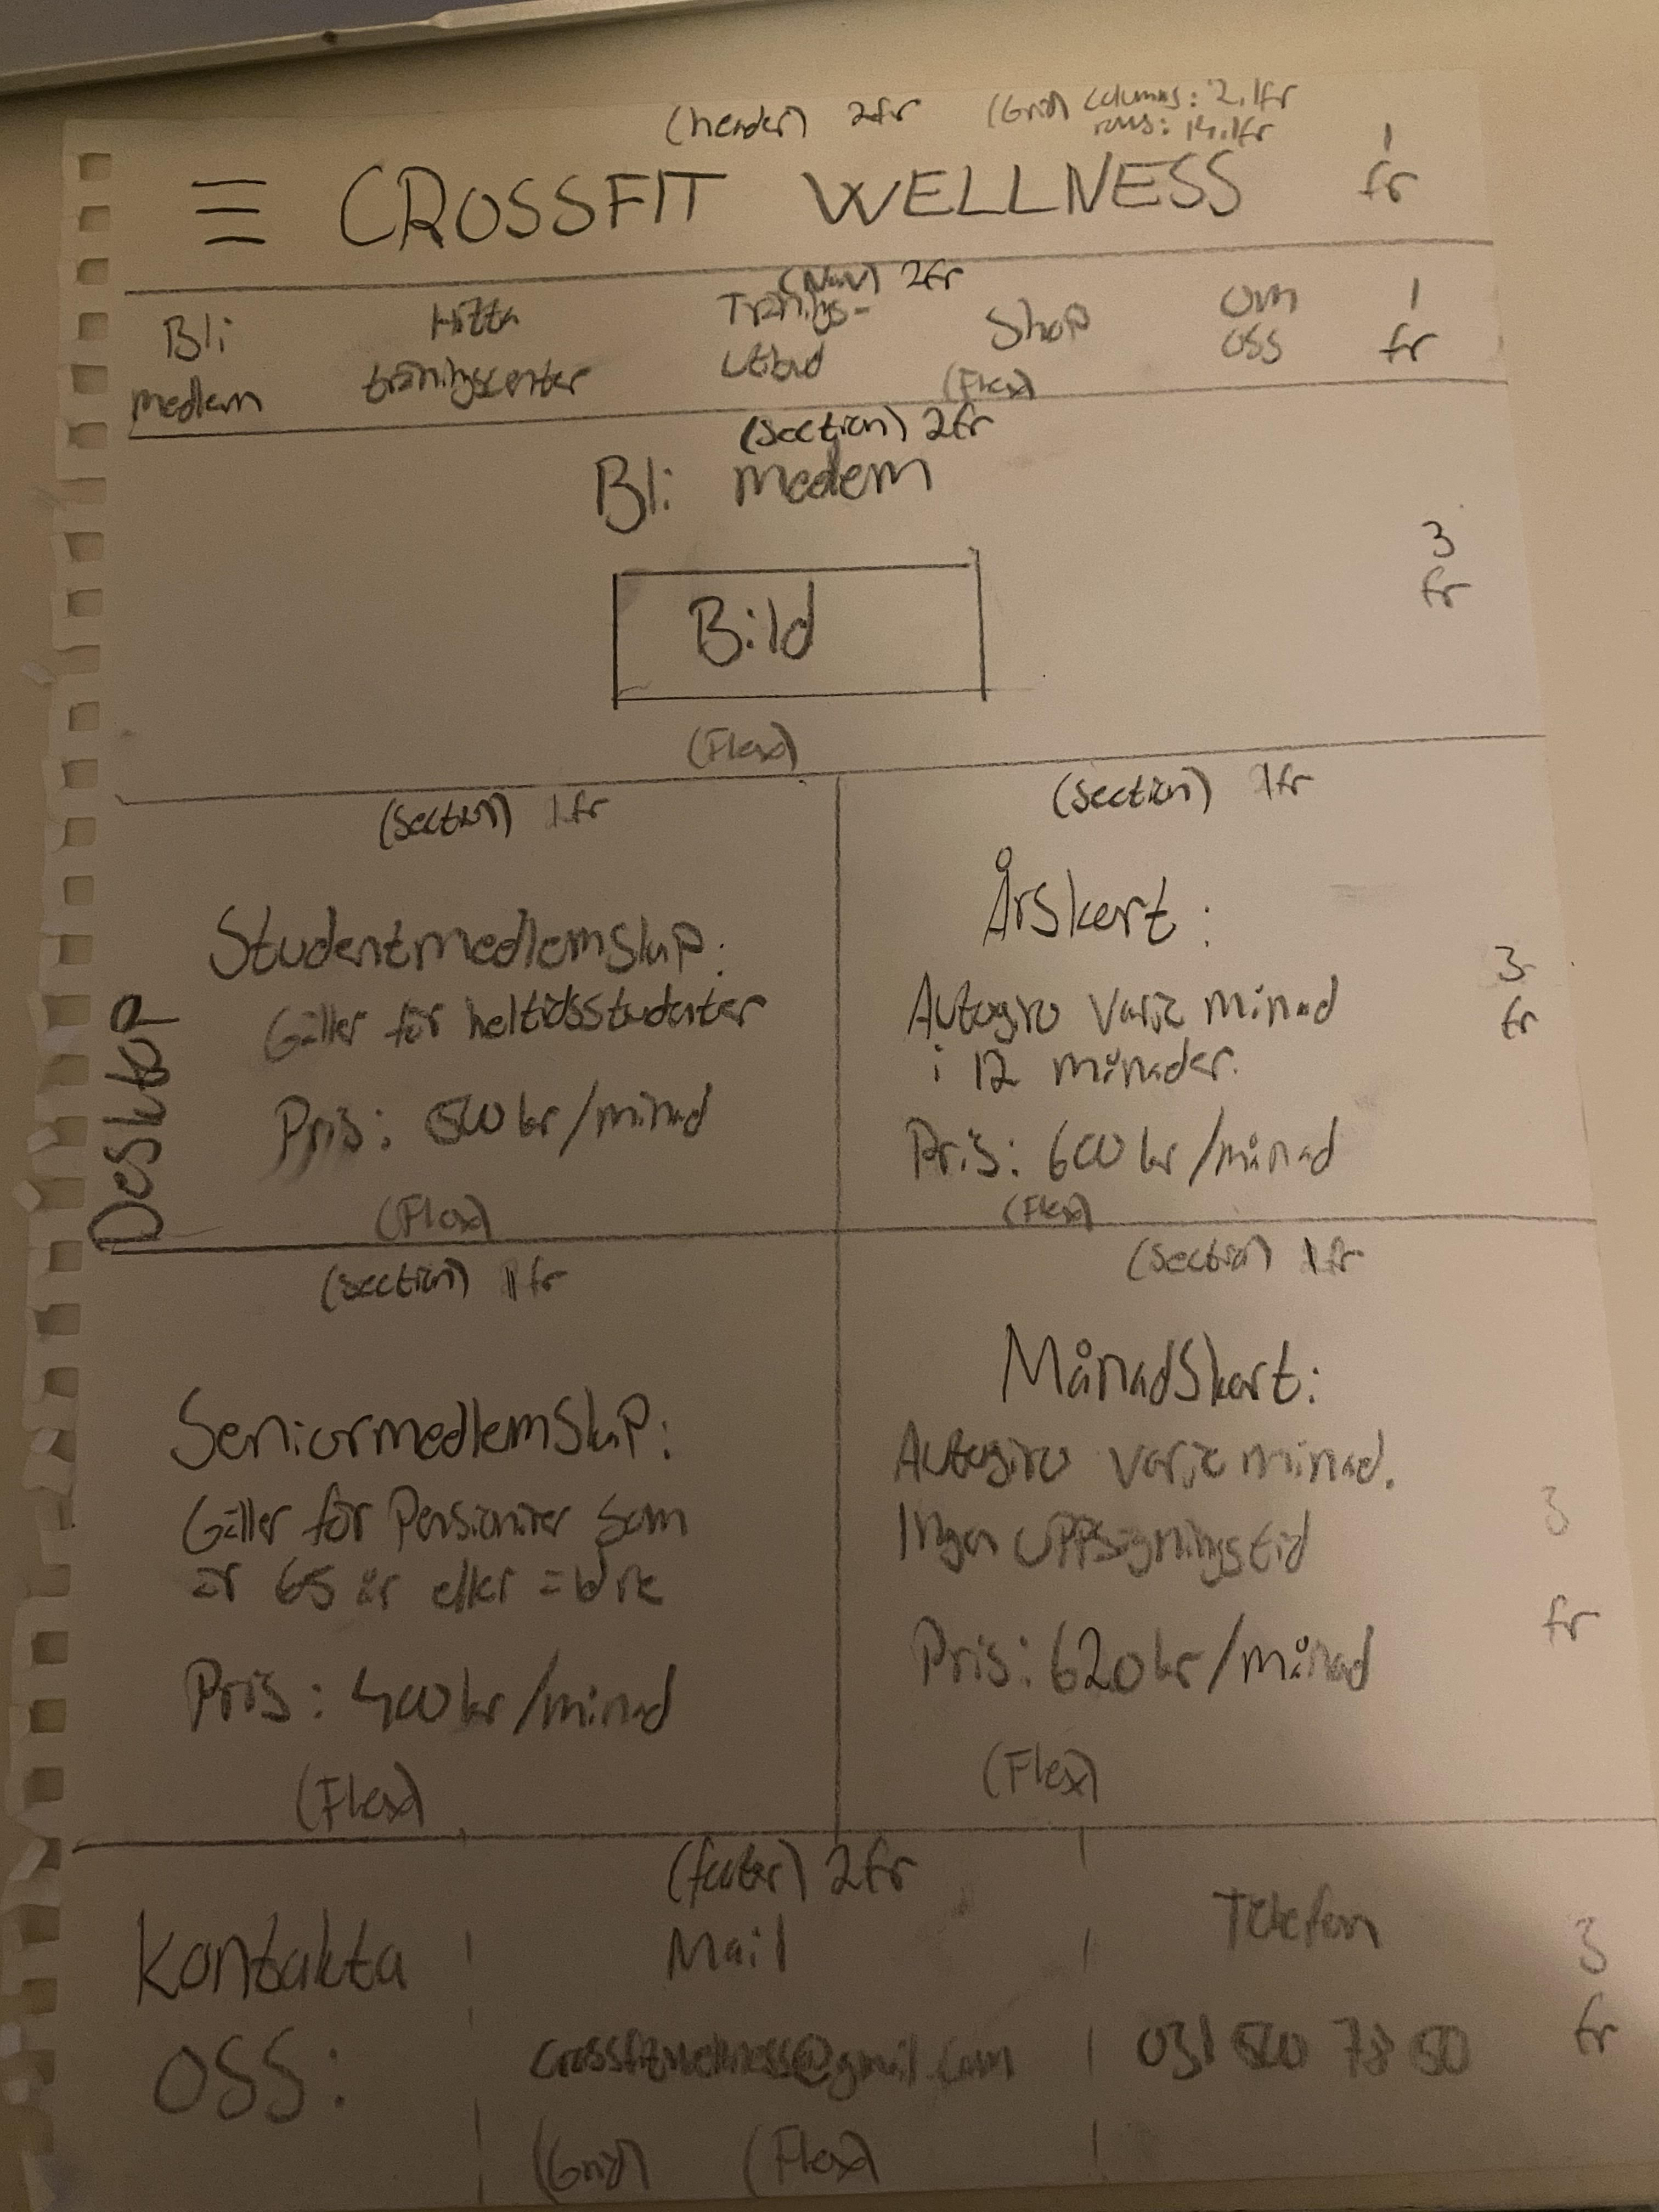 (header) 2fr (Grid) columns: 2,1fr
rows: 14,1fr
CROSSFIT WELLNESS 1 fr
(Nav) 2fr
Bli medlem
Hitta träningscenter
Tränings-
utbud
Shop
Om oss
1 fr
(Flex)
(Section) 2fr
Bli medlem
Bild
3 fr
(Flex)
Desktop
(Section) 1fr
Studentmedlemskap:
Gäller för heltidsstudenter
Pris: 500 kr/månad
(Flex)
(Section) 1fr
Årskort:
Autogiro varje månad
i 12 månader.
Pris: 600 kr/månad
(Flex)
3 fr
(Section) 1fr
Seniormedlemskap:
Gäller för Pensionärer som
är 65 år eller äldre
Pris: 400 kr/månad
(Flex)
(Section) 1fr
Månadskort:
Autogiro varje månad.
Ingen uppsägningstid
Pris: 620 kr/månad
(Flex)
3 fr
(footer) 2fr
Kontakta
oss:
Mail
crossfitwellness@gmail.com
Telefon
031 500 78 50
3 fr
(Grid) (Flex)